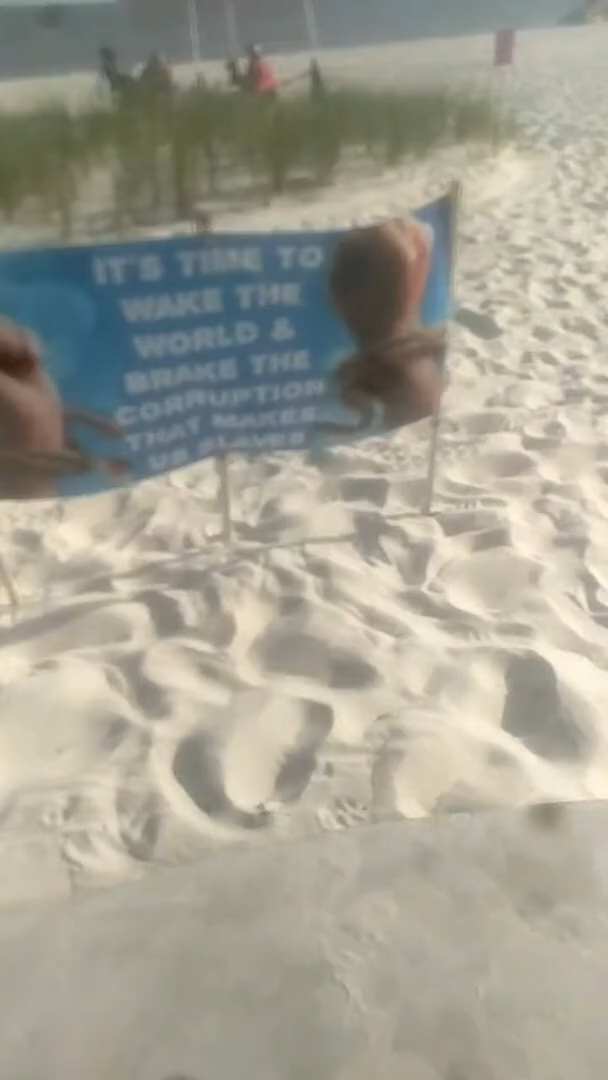 IT'S TIME TO
WAKE THE
WORLD &
BRAKE THE
CORRUPTION
THAT MAKES
US SLAVES